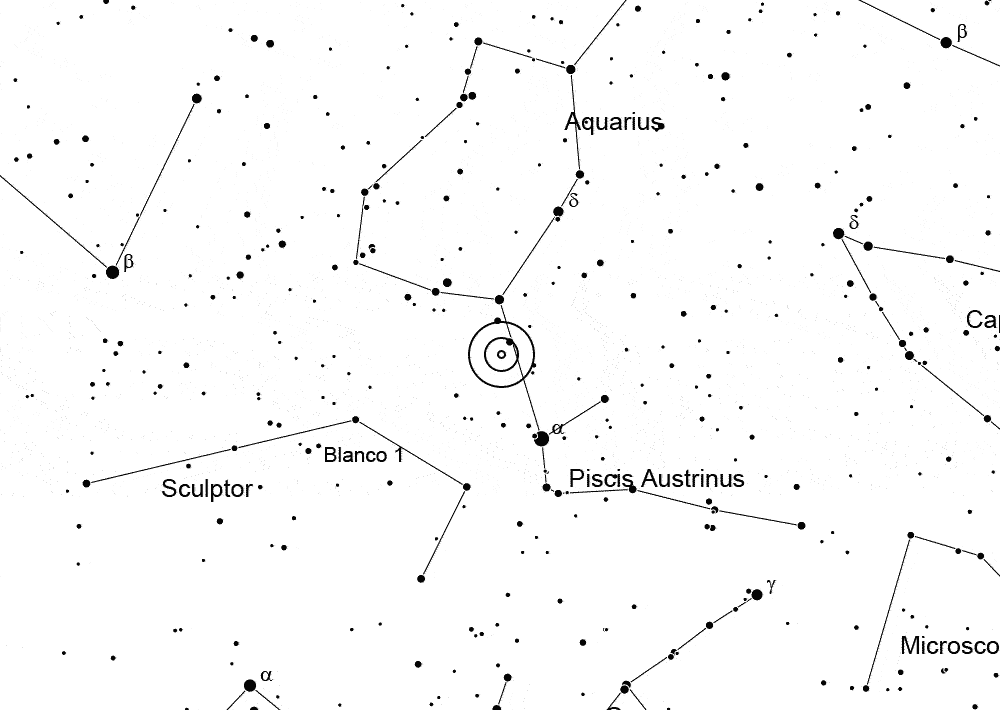 β
Aquarius
δ
δ
β
Cap
α
Blanco 1
Piscis Austrinus
Sculptor
γ
Microsco
α